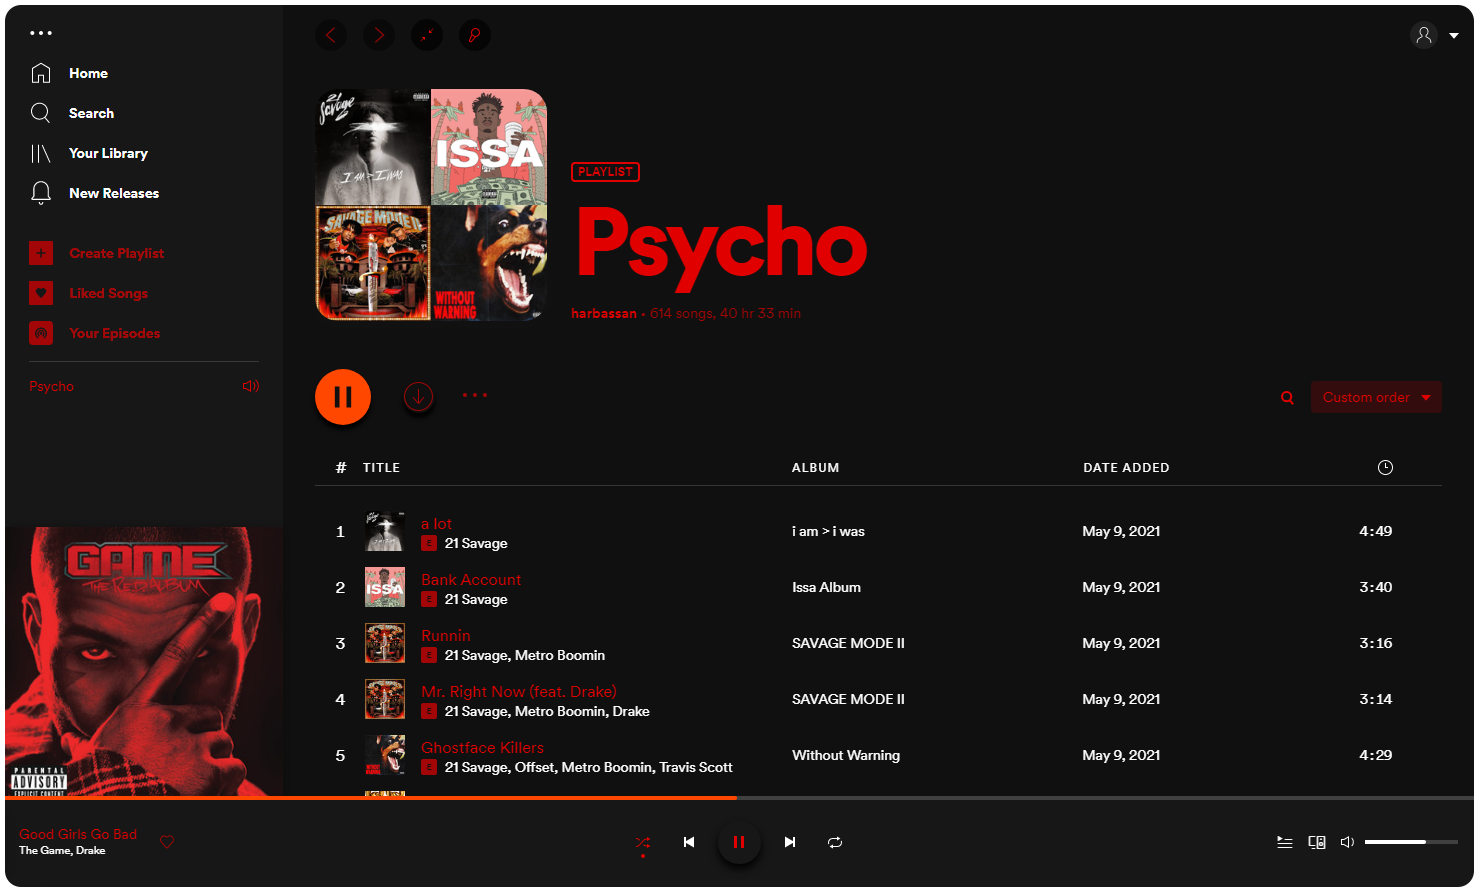 Home
Search
Your Library
New Releases
Create Playlist
Liked Songs
Your Episodes
Psycho
GAME
THE R.E.D. ALBUM
PARENTAL
ADVISORY
EXPLICIT CONTENT
21
Savage
I AM > I WAS
ISSA
SAVAGE MODE II
WITHOUT
WARNING
PLAYLIST
Psycho
harbassan • 614 songs, 40 hr 33 min
Custom order
# TITLE ALBUM DATE ADDED
1 a lot i am > i was May 9, 2021 4:49
E 21 Savage
2 ISSA Bank Account Issa Album May 9, 2021 3:40
E 21 Savage
3 Runnin SAVAGE MODE II May 9, 2021 3:16
E 21 Savage, Metro Boomin
4 Mr. Right Now (feat. Drake) SAVAGE MODE II May 9, 2021 3:14
E 21 Savage, Metro Boomin, Drake
5 Ghostface Killers Without Warning May 9, 2021 4:29
E 21 Savage, Offset, Metro Boomin, Travis Scott
Good Girls Go Bad
The Game, Drake